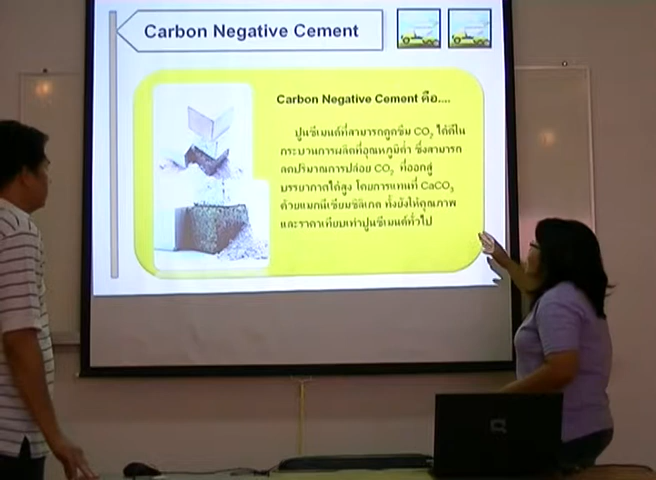 Carbon Negative Cement
Carbon Negative Cement คือ....
ปูนซีเมนต์ที่สามารถดูดซึม CO2 ได้ดีใน
กระบวนการผลิตที่อุณหภูมิต่ำ ซึ่งสามารถ
ลดปริมาณการปล่อย CO2 ที่ออกสู่
บรรยากาศได้สูง โดยการแทนที่ CaCO3
ด้วยแมกนีเซียมซิลิเกต ทั้งยังให้คุณภาพ
และราคาเทียบเท่าปูนซีเมนต์ทั่วไป